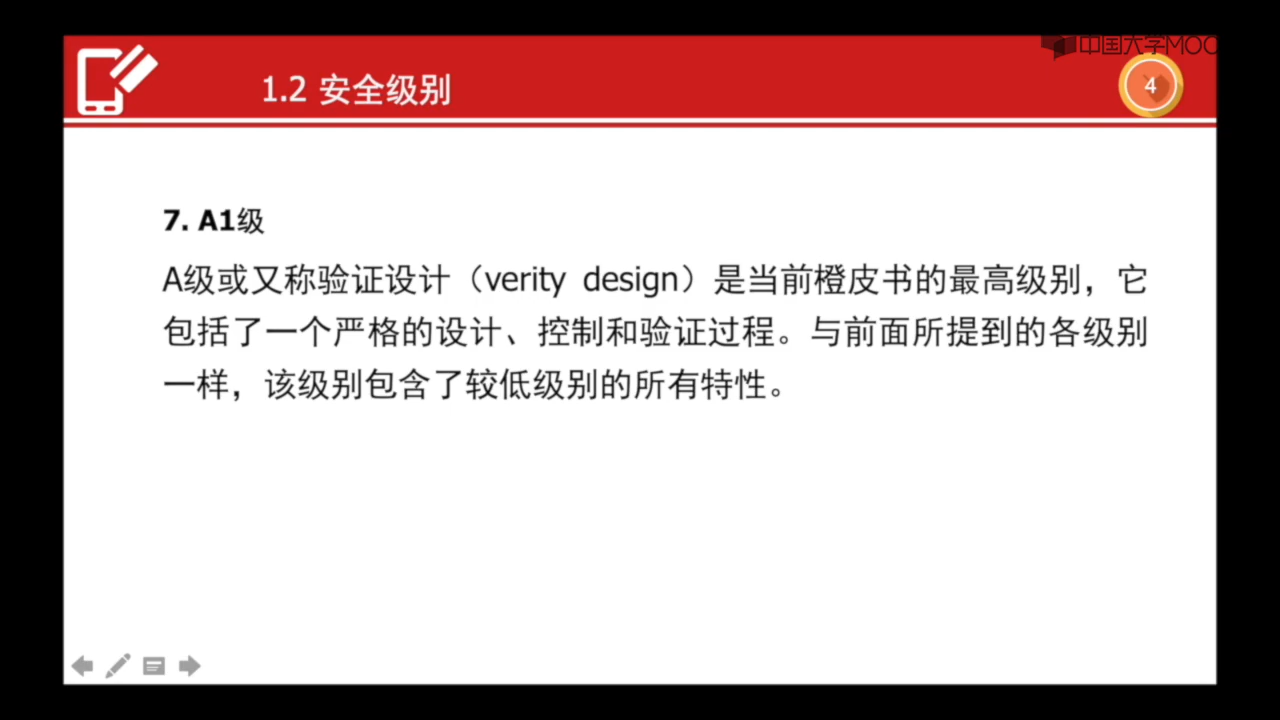 中国大学MOOC
1.2 安全级别
4
7. A1级
A级或又称验证设计（verity design）是当前橙皮书的最高级别，它
包括了一个严格的设计、控制和验证过程。与前面所提到的各级别
一样，该级别包含了较低级别的所有特性。